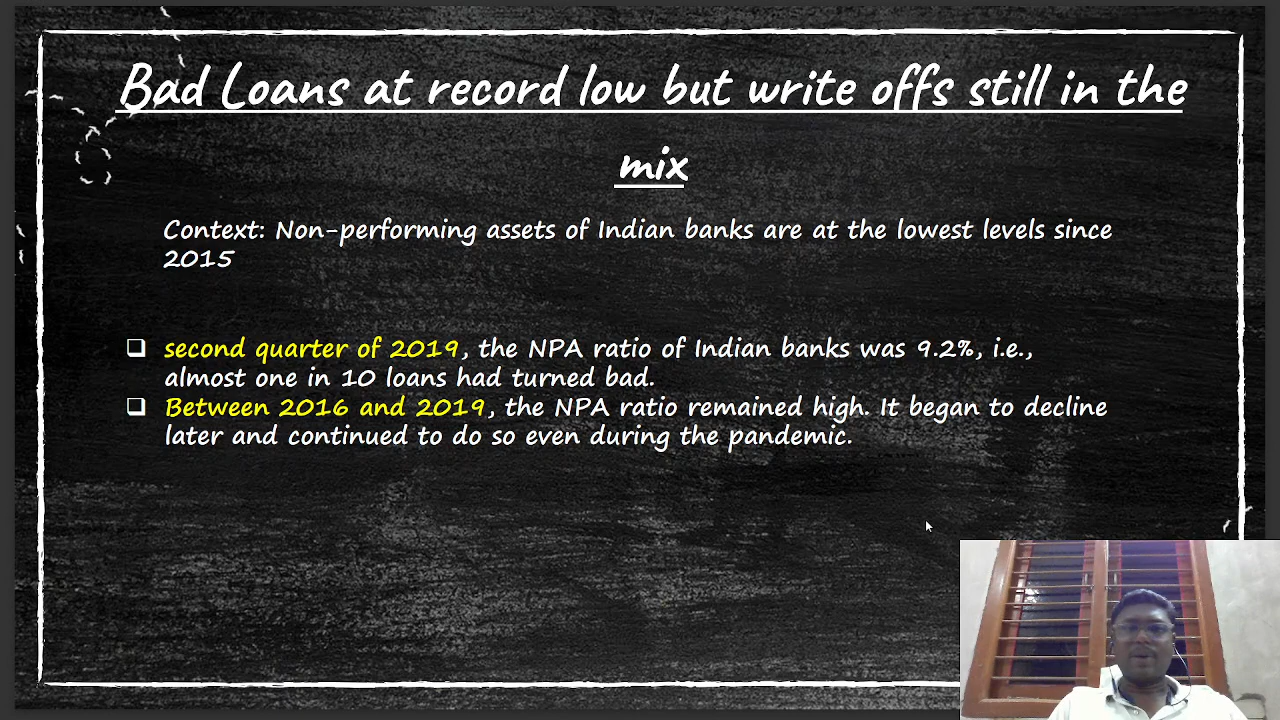 Bad Loans at record low but write offs still in the
mix
Context: Non-performing assets of Indian banks are at the lowest levels since
2015
❑ second quarter of 2019, the NPA ratio of Indian banks was 9.2%, i.e.,
almost one in 10 loans had turned bad.
❑ Between 2016 and 2019, the NPA ratio remained high. It began to decline
later and continued to do so even during the pandemic.